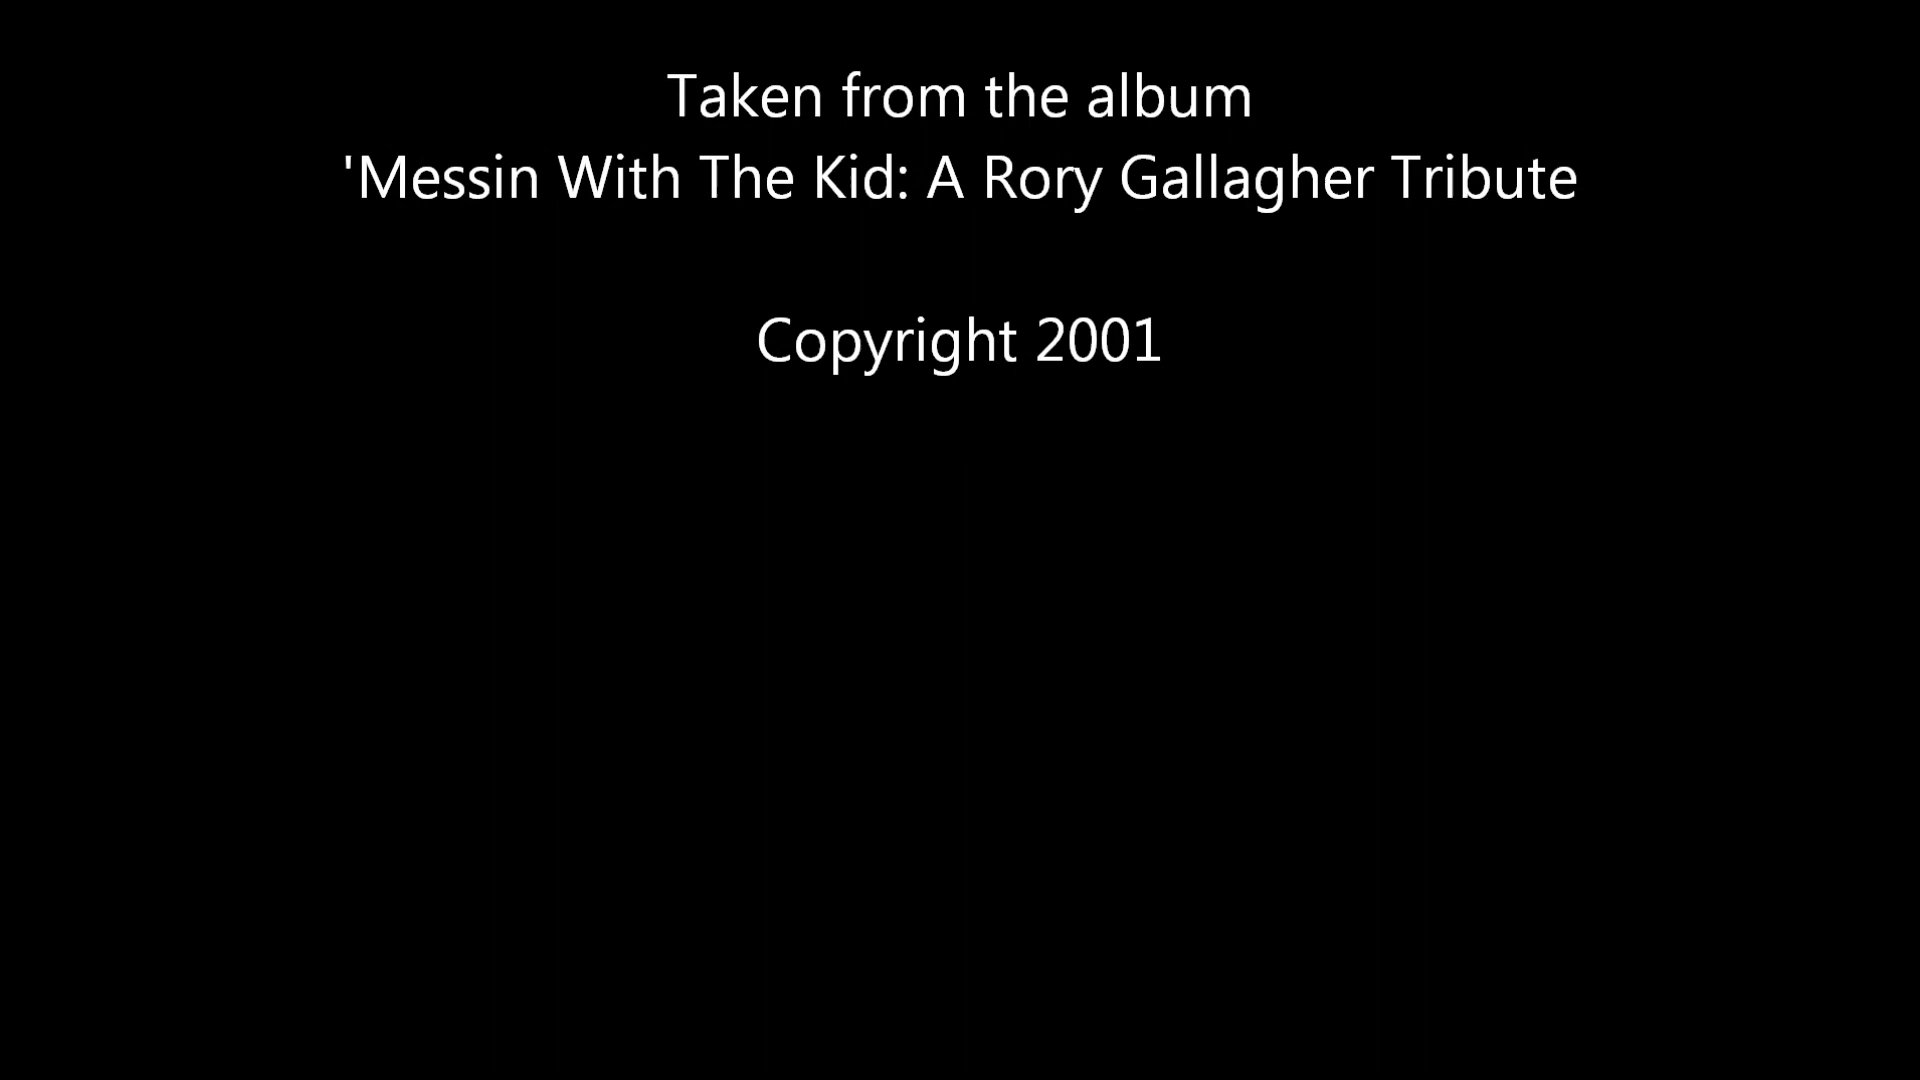 Taken from the album
'Messin With The Kid: A Rory Gallagher Tribute
Copyright 2001